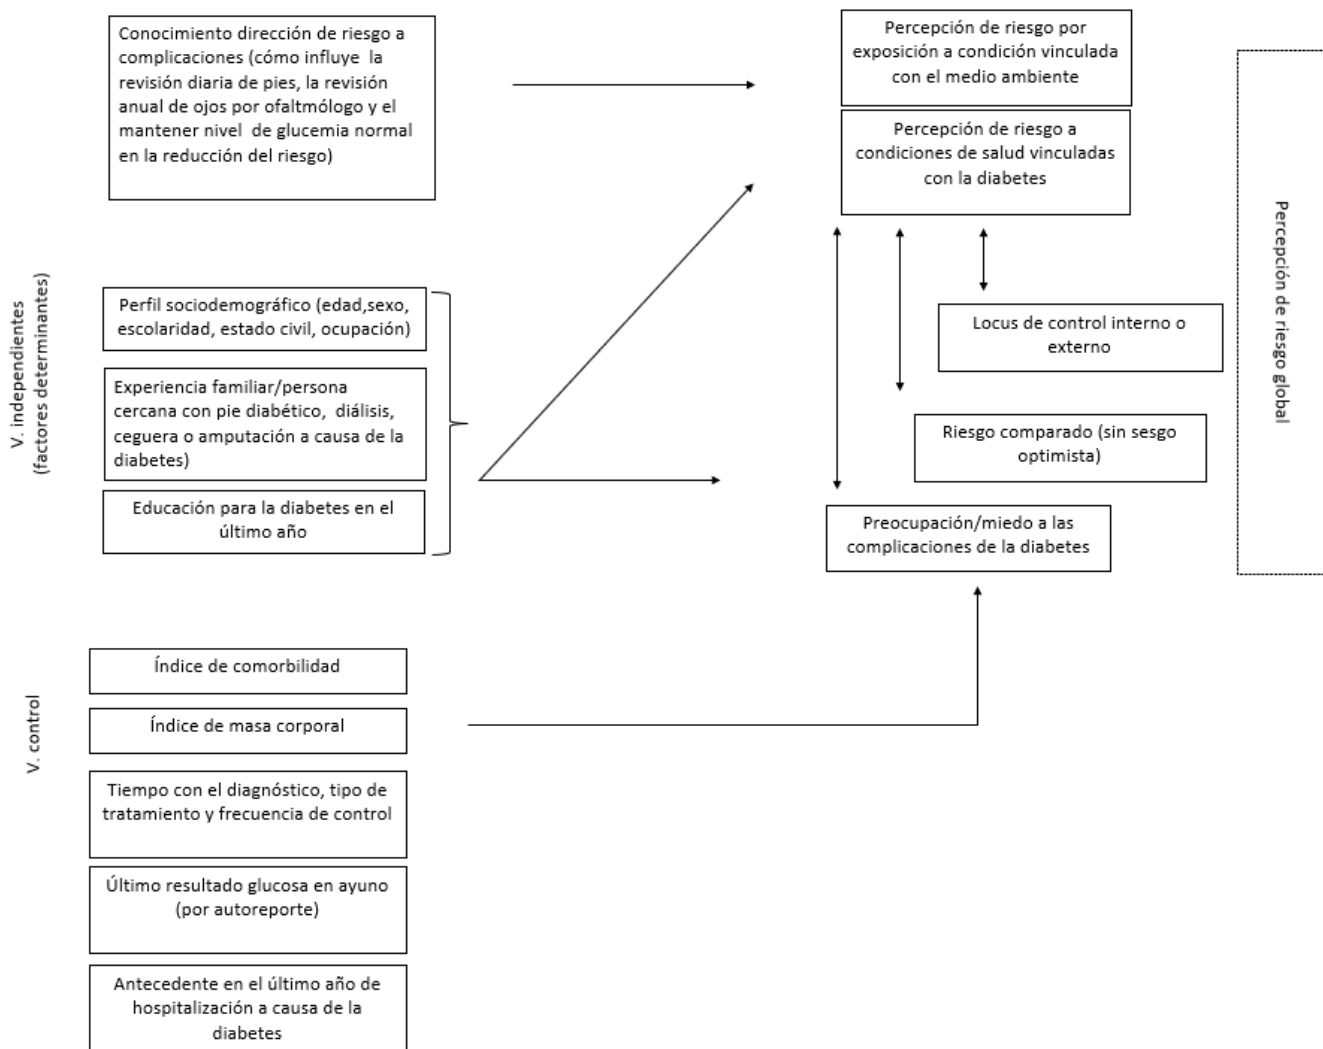 Conocimiento dirección de riesgo a
complicaciones (cómo influye la
revisión diaria de pies, la revisión
anual de ojos por ofaltmólogo y el
mantener nivel de glucemia normal
en la reducción del riesgo)
Percepción de riesgo por
exposición a condición vinculada
con el medio ambiente
Percepción de riesgo a
condiciones de salud vinculadas
con la diabetes
Percepción de riesgo global
V. independientes
(factores determinantes)
Perfil sociodemográfico (edad,sexo,
escolaridad, estado civil, ocupación)
Experiencia familiar/persona
cercana con pie diabético, diálisis,
ceguera o amputación a causa de la
diabetes)
Educación para la diabetes en el
último año
Locus de control interno o
externo
Riesgo comparado (sin sesgo
optimista)
Preocupación/miedo a las
complicaciones de la diabetes
V. control
Índice de comorbilidad
Índice de masa corporal
Tiempo con el diagnóstico, tipo de
tratamiento y frecuencia de control
Último resultado glucosa en ayuno
(por autoreporte)
Antecedente en el último año de
hospitalización a causa de la
diabetes